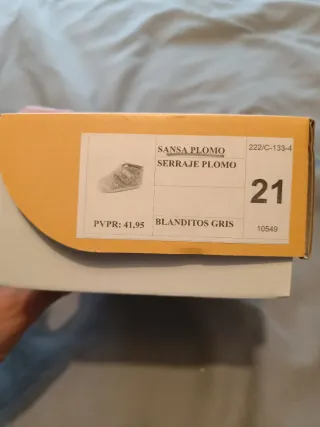 SANSA PLOMO
SERRAJE PLOMO
222/C-133-4
21
PVPR: 41,95
BLANDITOS GRIS
10549